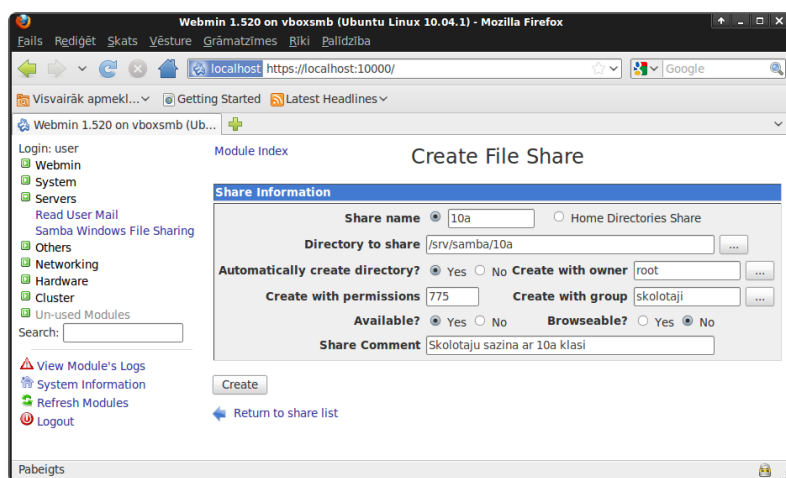 Webmin 1.520 on vboxsmb (Ubuntu Linux 10.04.1) - Mozilla Firefox
Fails Rediģēt Skats Vēsture Grāmatzīmes Rīki Palīdzība
localhost https://localhost:10000/ Google
Visvairāk apmekl... Getting Started Latest Headlines
Webmin 1.520 on vboxsmb (Ub...
Login: user
Webmin
System
Servers
Read User Mail
Samba Windows File Sharing
Others
Networking
Hardware
Cluster
Un-used Modules
Search:
View Module's Logs
System Information
Refresh Modules
Logout
Module Index
Create File Share
Share Information
Share name 10a Home Directories Share
Directory to share /srv/samba/10a ...
Automatically create directory? Yes No Create with owner root ...
Create with permissions 775 Create with group skolotaji ...
Available? Yes No Browseable? Yes No
Share Comment Skolotaju sazina ar 10a klasi
Create
Return to share list
Pabeigts